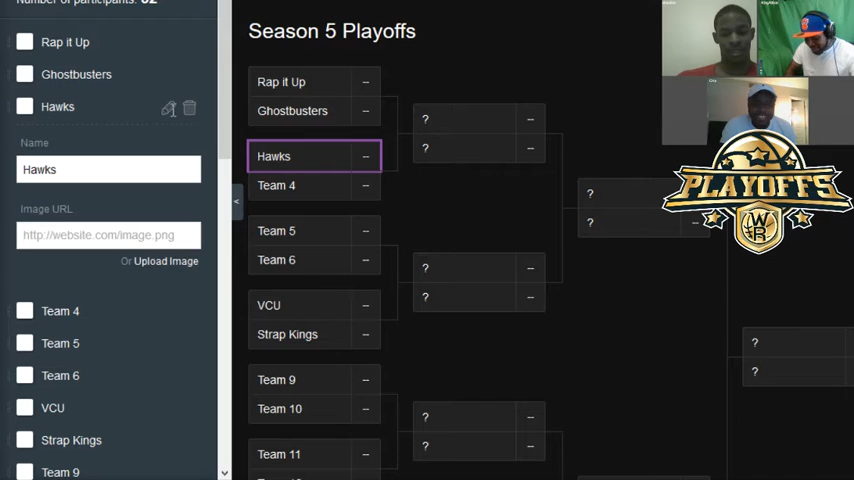 Rap it Up
Ghostbusters
Hawks
Name
Hawks
Image URL
http://website.com/image.png
Or Upload Image
Team 4
Team 5
Team 6
VCU
Strap Kings
Team 9
<
Season 5 Playoffs
Rap it Up --
Ghostbusters --
Hawks --
Team 4 --
Team 5 --
Team 6 --
VCU --
Strap Kings --
Team 9 --
Team 10 --
Team 11 --
? --
? --
? --
? --
? --
? --
?
? --
?
?
PLAYOFFS
WR